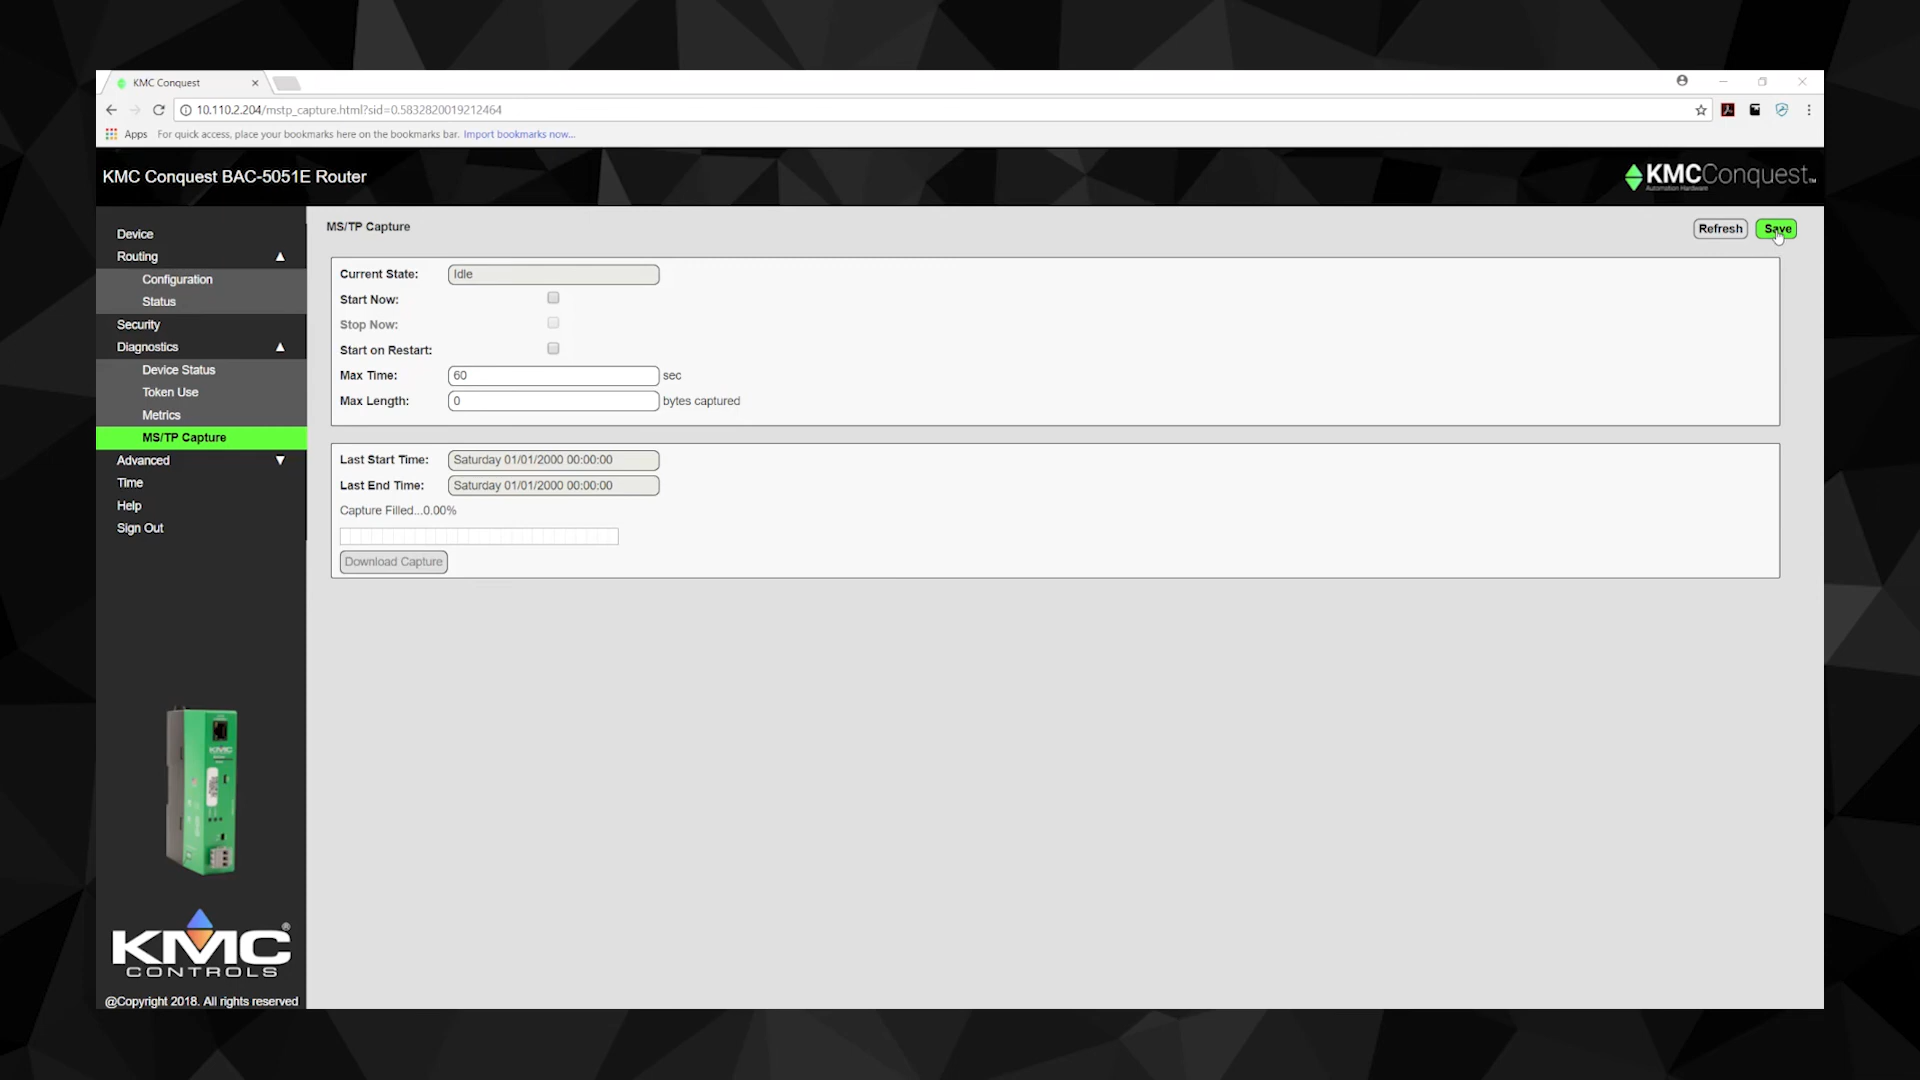 KMC Conquest
10.110.2.204/mstp_capture.html?sid=0.5832820019212464
Apps For quick access, place your bookmarks here on the bookmarks bar. Import bookmarks now...
KMC Conquest BAC-5051E Router
KMCConquest™
Automation Hardware
Device
Routing ▲
Configuration
Status
Security
Diagnostics ▲
Device Status
Token Use
Metrics
MS/TP Capture
Advanced ▼
Time
Help
Sign Out
KMC
KMC®
CONTROLS
@Copyright 2018. All rights reserved
MS/TP Capture
Refresh Save
Current State: Idle
Start Now:
Stop Now:
Start on Restart:
Max Time: 60 sec
Max Length: 0 bytes captured
Last Start Time: Saturday 01/01/2000 00:00:00
Last End Time: Saturday 01/01/2000 00:00:00
Capture Filled...0.00%
Download Capture